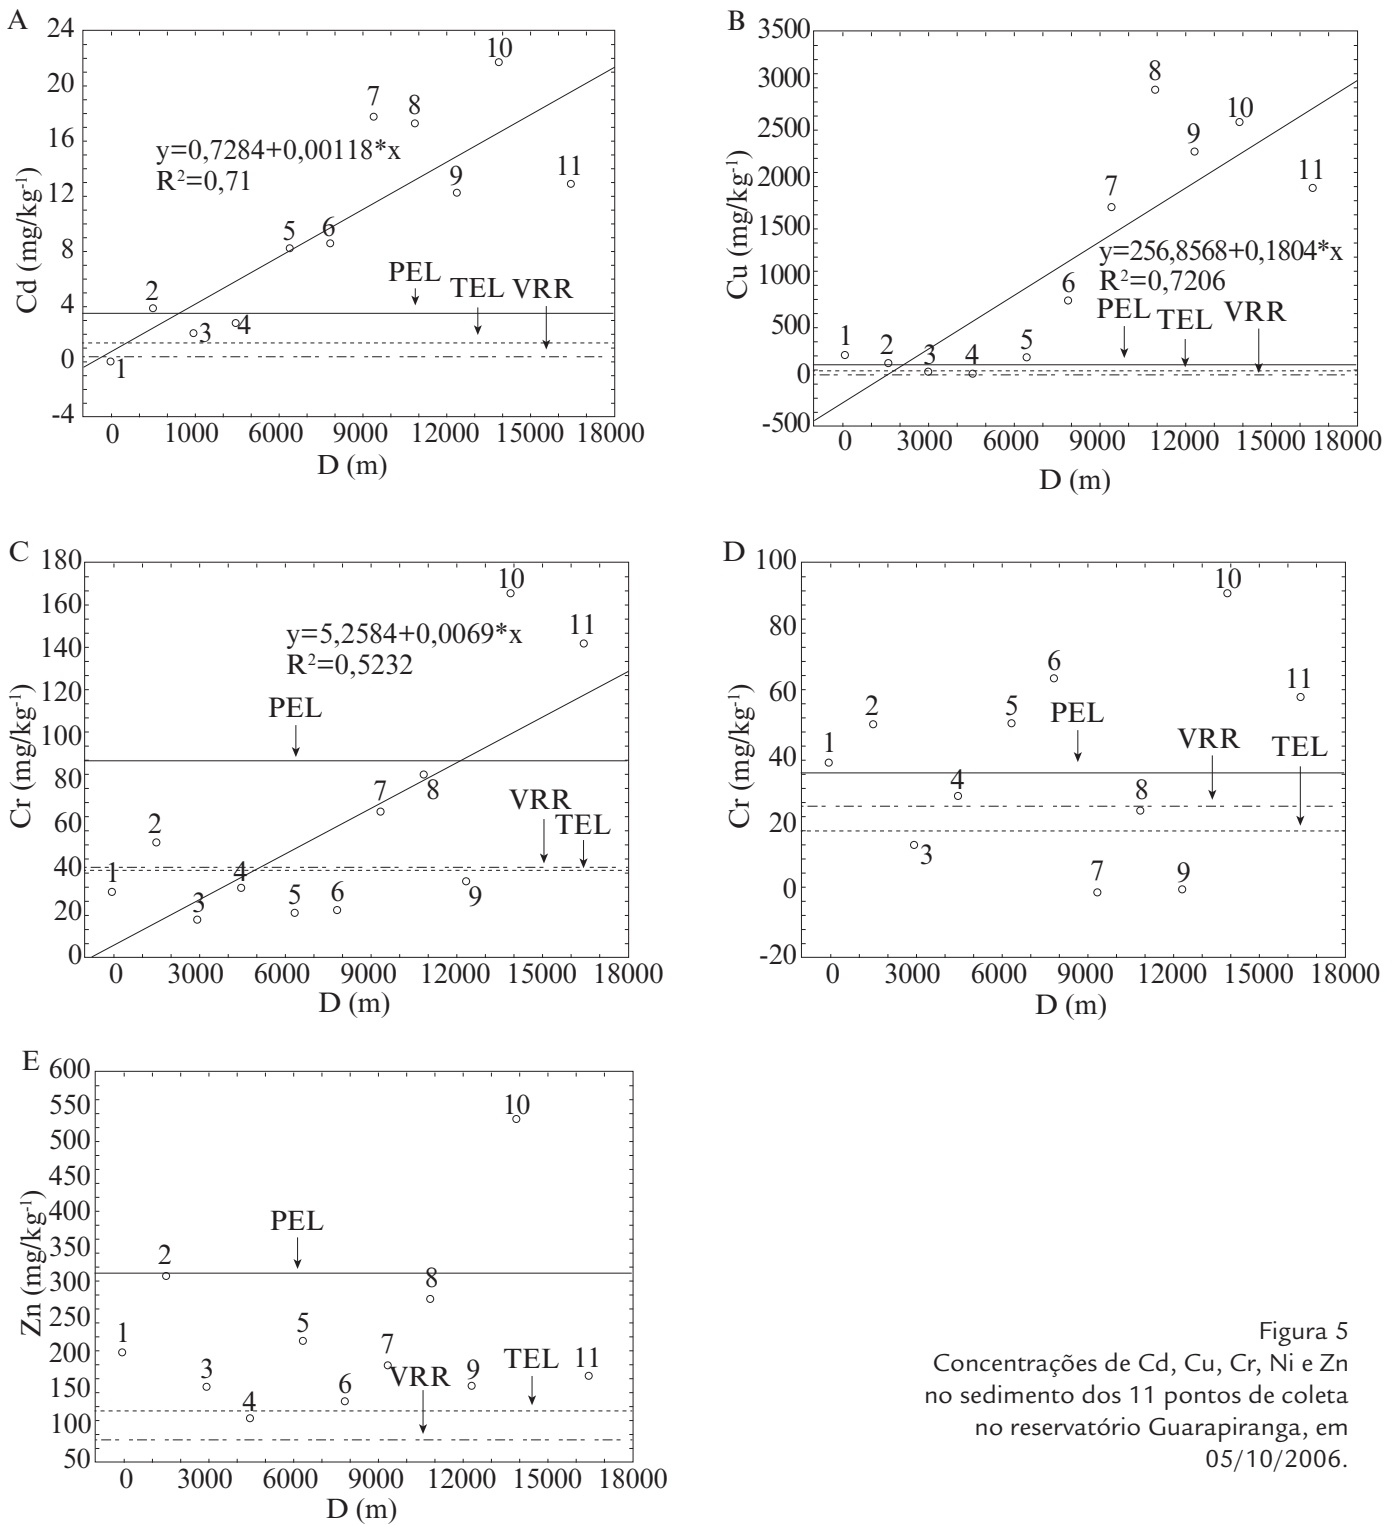 A
24
20
16
12
8
4
0
-4
Cd (mg/kg-1)
y=0,7284+0,00118*x
R2=0,71
1
2
3
4
5
6
7
8
9
10
11
PEL
TEL
VRR
0 1000 6000 9000 12000 15000 18000
D (m)
B
3500
3000
2500
2000
1500
1000
500
0
-500
Cu (mg/kg-1)
1
2
3
4
5
6
7
8
9
10
11
y=256,8568+0,1804*x
R2=0,7206
PEL
TEL
VRR
0 3000 6000 9000 12000 15000 18000
D (m)
C
180
160
140
120
100
80
60
40
20
0
Cr (mg/kg-1)
y=5,2584+0,0069*x
R2=0,5232
PEL
VRR
TEL
1
2
3
4
5
6
7
8
9
10
11
0 3000 6000 9000 12000 15000 18000
D (m)
D
100
80
60
40
20
0
-20
Cr (mg/kg-1)
1
2
3
4
5
6
7
8
9
10
11
PEL
VRR
TEL
0 3000 6000 9000 12000 15000 18000
D (m)
E
600
550
500
450
400
350
300
250
200
150
100
50
Zn (mg/kg-1)
PEL
VRR
TEL
1
2
3
4
5
6
7
8
9
10
11
0 3000 6000 9000 12000 15000 18000
D (m)
Figura 5
Concentrações de Cd, Cu, Cr, Ni e Zn
no sedimento dos 11 pontos de coleta
no reservatório Guarapiranga, em
05/10/2006.